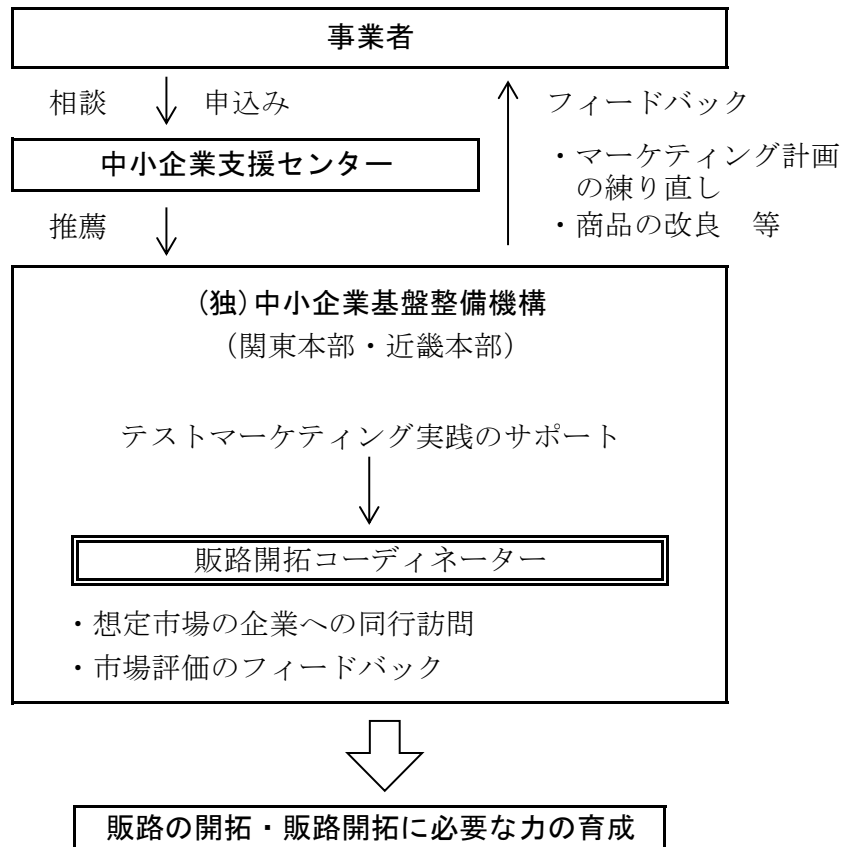 事業者
相談 申込み
フィードバック
・マーケティング計画
の練り直し
・商品の改良 等
中小企業支援センター
推薦
(独)中小企業基盤整備機構
(関東本部・近畿本部)
テストマーケティング実践のサポート
販路開拓コーディネーター
・想定市場の企業への同行訪問
・市場評価のフィードバック
販路の開拓・販路開拓に必要な力の育成